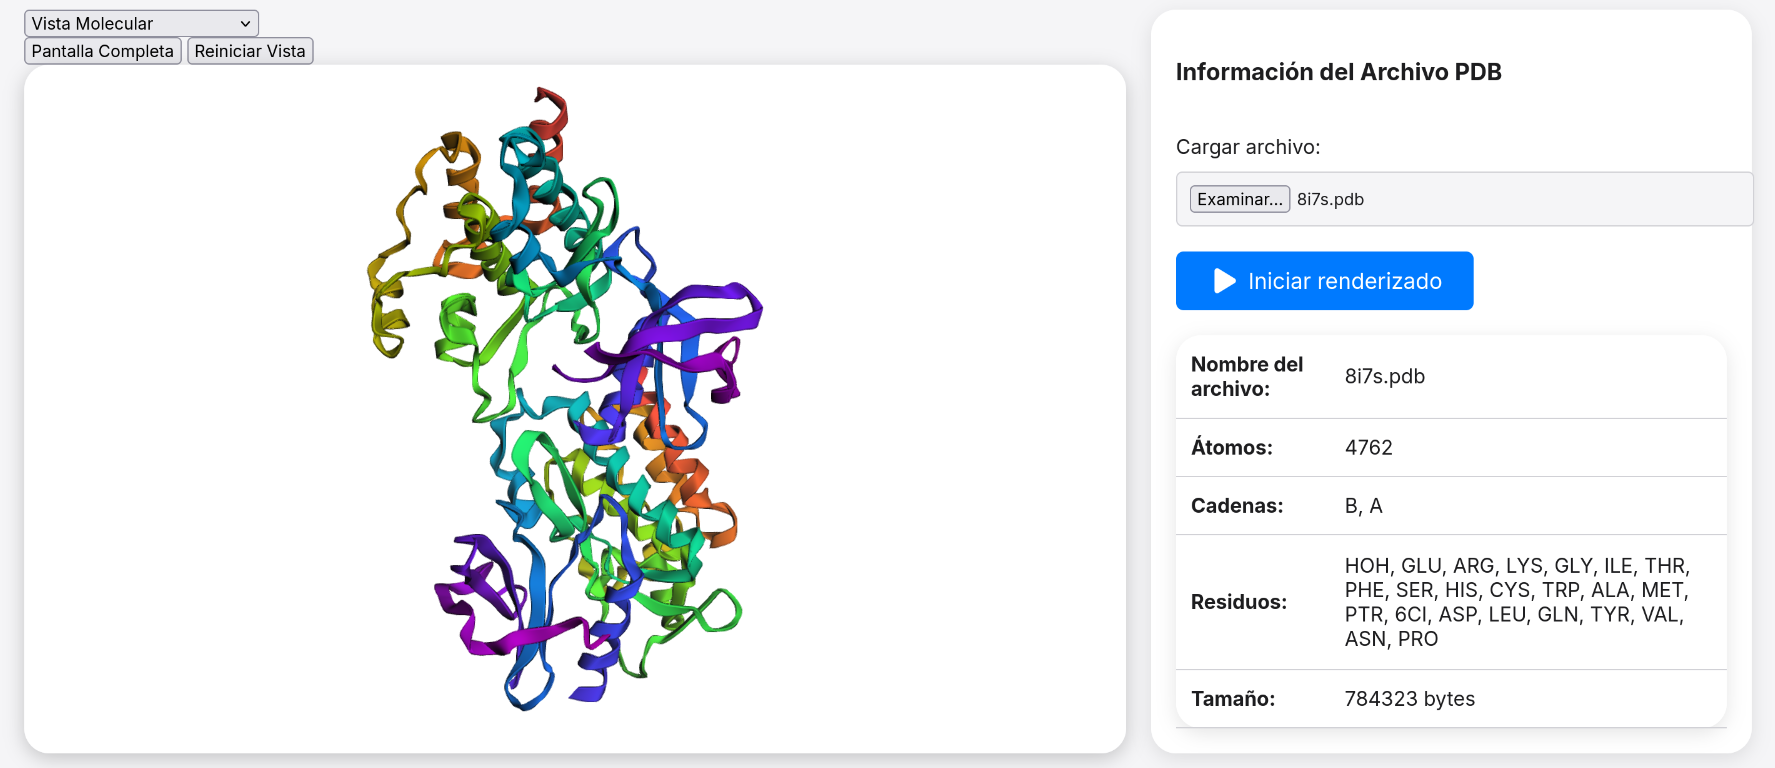 Vista Molecular
Pantalla Completa Reiniciar Vista
Información del Archivo PDB
Cargar archivo:
Examinar... 8i7s.pdb
Iniciar renderizado
Nombre del
archivo:
8i7s.pdb
Átomos: 4762
Cadenas: B, A
Residuos:
HOH, GLU, ARG, LYS, GLY, ILE, THR,
PHE, SER, HIS, CYS, TRP, ALA, MET,
PTR, 6CI, ASP, LEU, GLN, TYR, VAL,
ASN, PRO
Tamaño: 784323 bytes